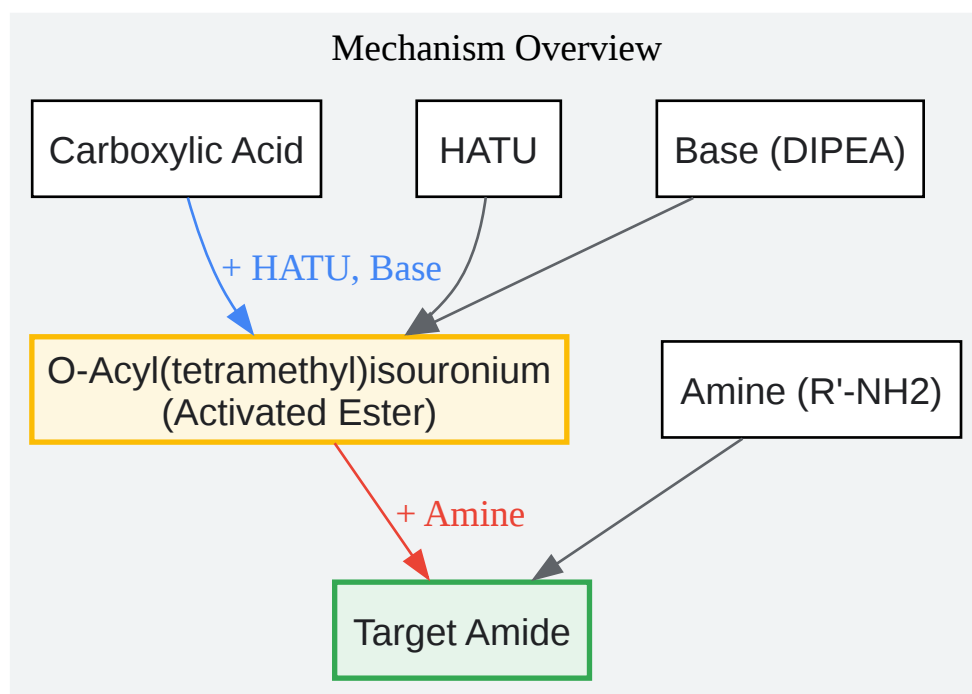 Mechanism Overview
Carboxylic Acid
HATU
Base (DIPEA)
+ HATU, Base
O-Acyl(tetramethyl)isouronium
(Activated Ester)
Amine (R'-NH2)
+ Amine
Target Amide